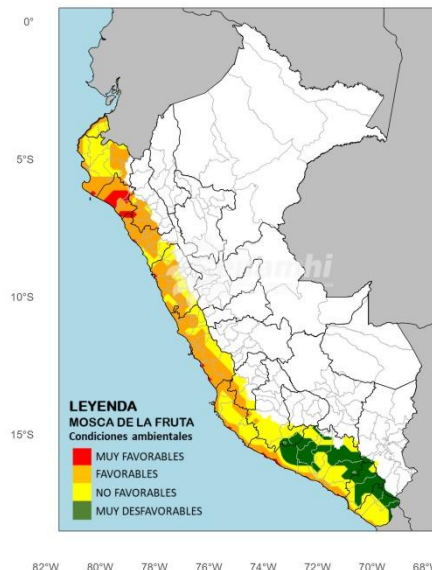 0°
5°S
10°S
15°S
LEYENDA
MOSCA DE LA FRUTA
Condiciones ambientales
MUY FAVORABLES
FAVORABLES
NO FAVORABLES
MUY DESFAVORABLES
82°W 80°W 78°W 76°W 74°W 72°W 70°W 68°W